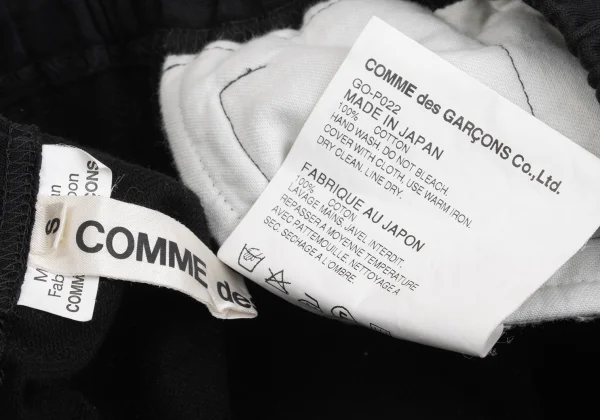 COMME des GARÇONS Co., Ltd.
GO-P022
MADE IN JAPAN
100% COTTON
HAND WASH. DO NOT BLEACH.
COVER WITH CLOTH, USE WARM IRON.
DRY CLEAN. LINE DRY.
FABRIQUE AU JAPON
100% COTON
LAVAGE MAINS, JAVEL INTERDIT.
REPASSER A MOYENNE TEMPERATURE
AVEC PATTEMOUILLE. NETTOYAGE A
SEC. SECHAGE A L'OMBRE.
S
COMME des
COMM